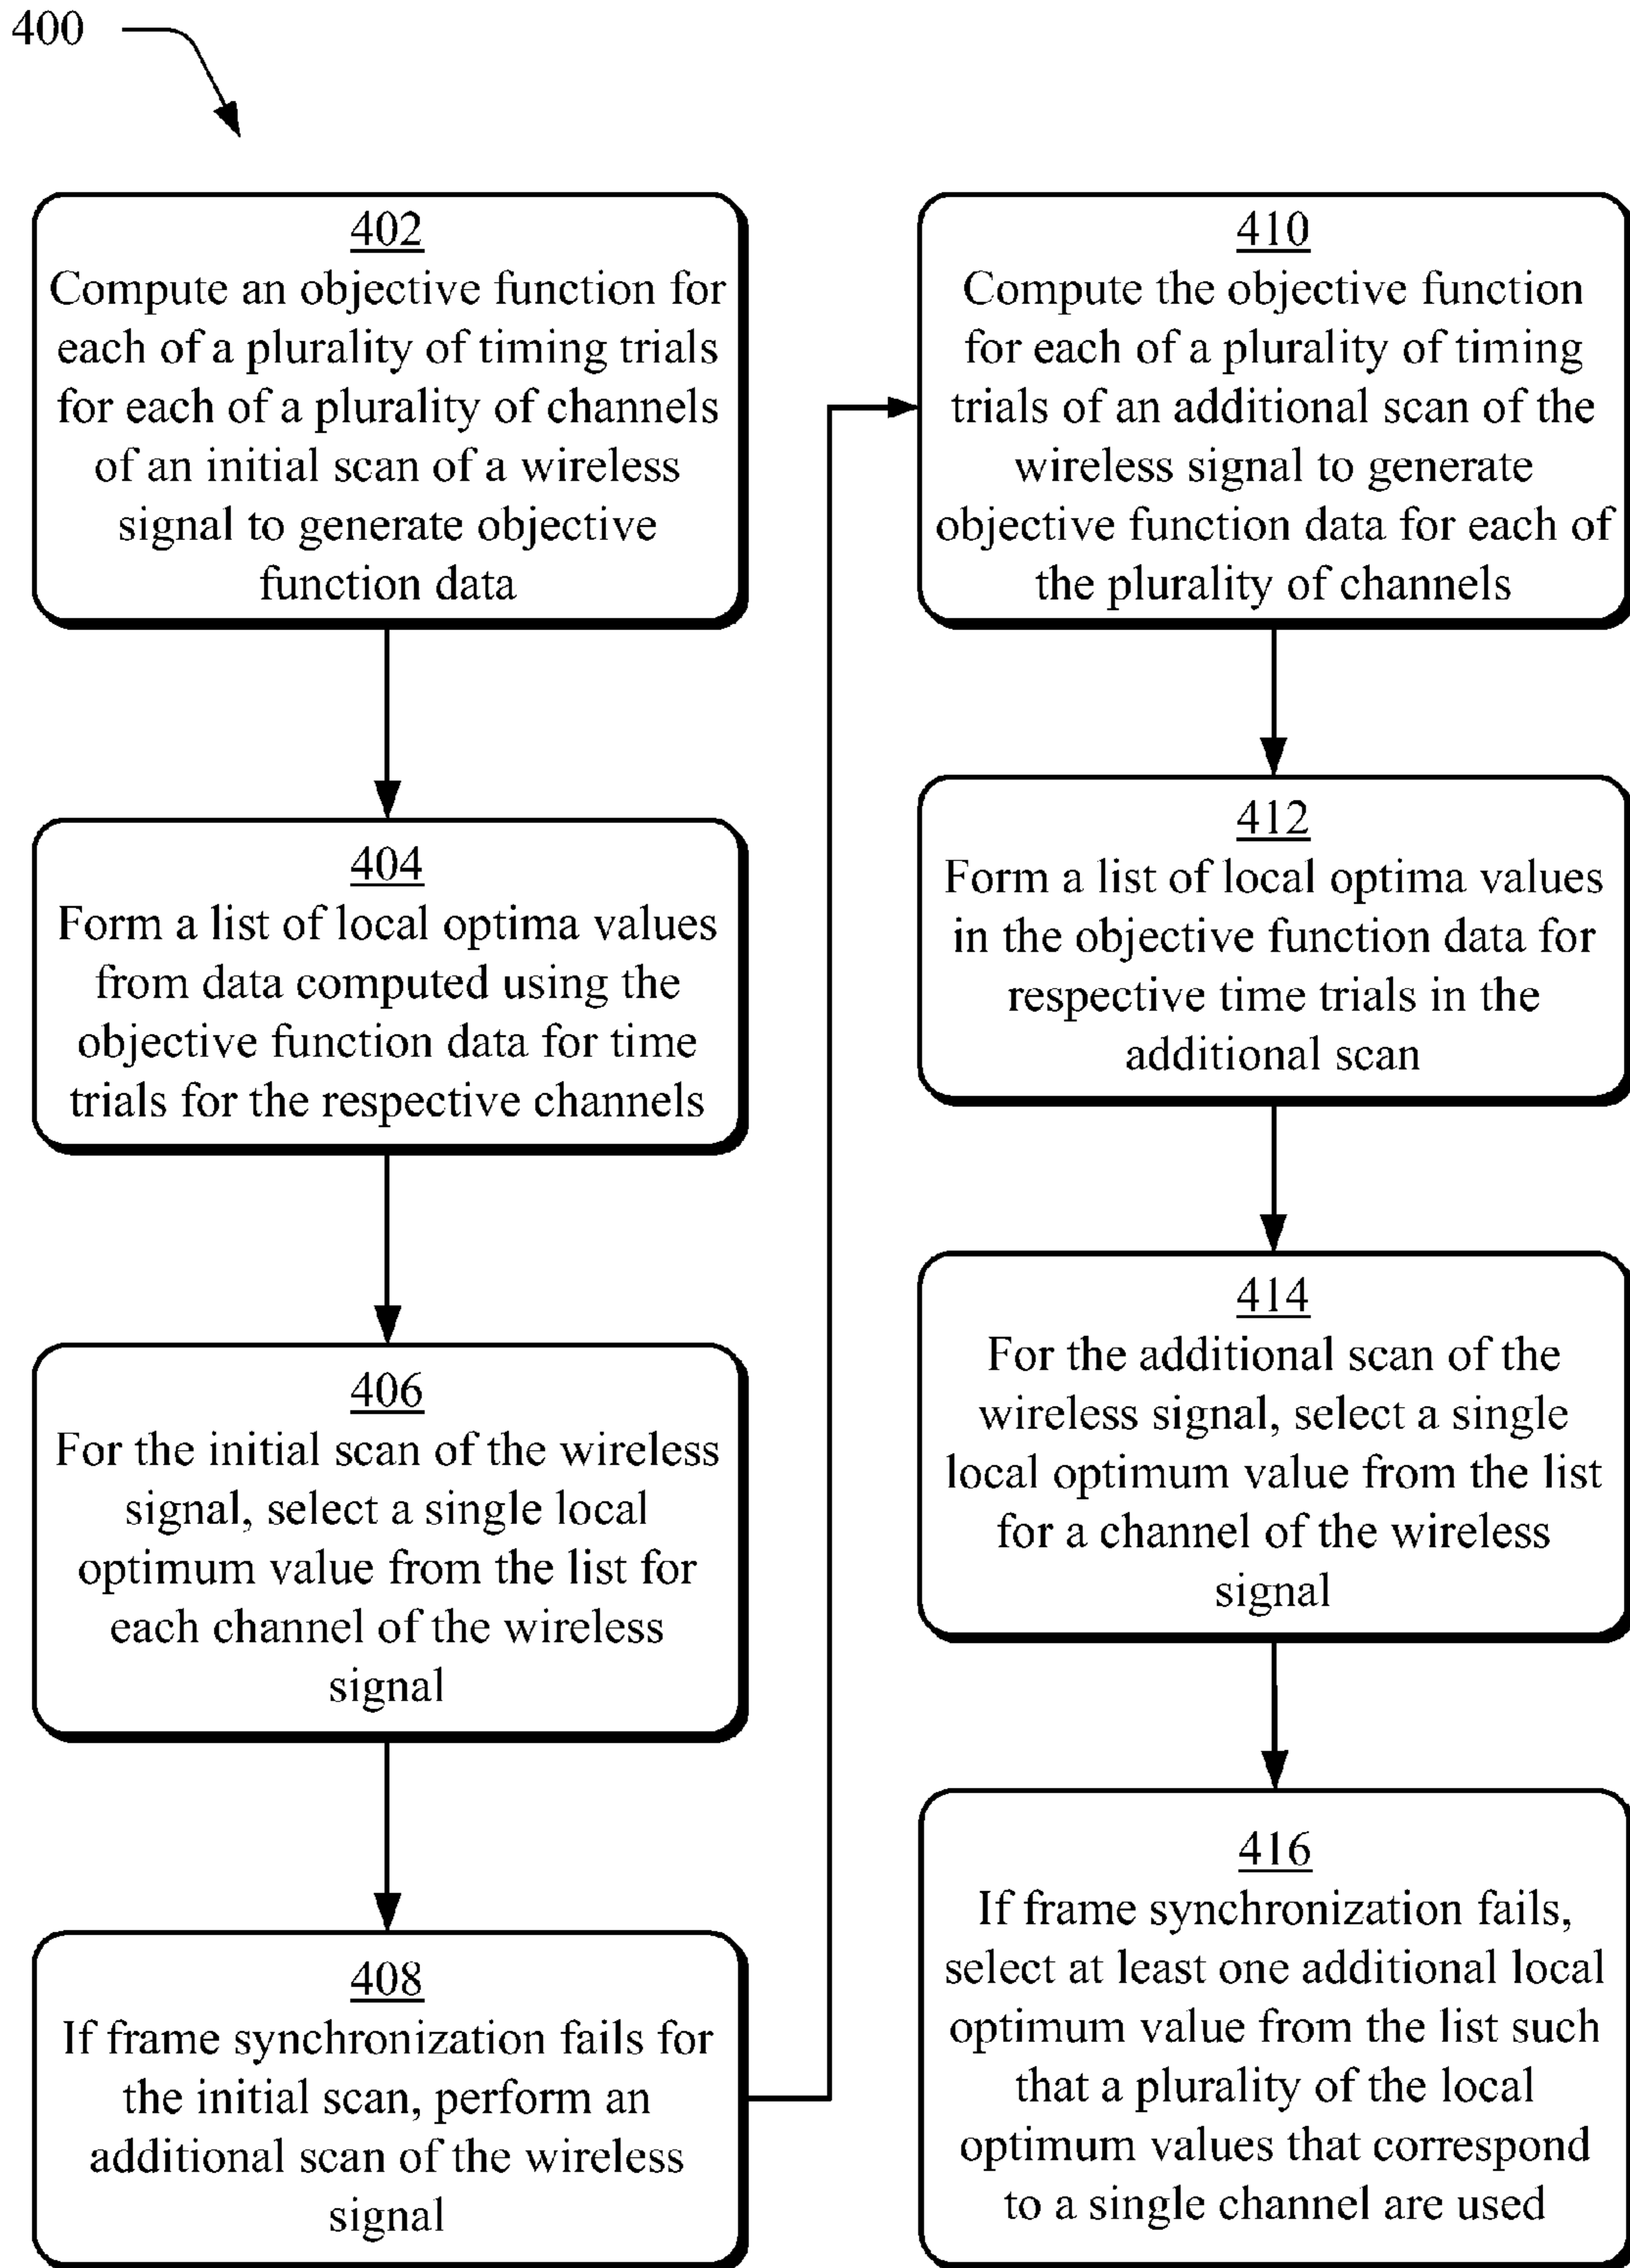 400
402
Compute an objective function for
each of a plurality of timing trials
for each of a plurality of channels
of an initial scan of a wireless
signal to generate objective
function data
404
Form a list of local optima values
from data computed using the
objective function data for time
trials for the respective channels
406
For the initial scan of the wireless
signal, select a single local
optimum value from the list for
each channel of the wireless
signal
408
If frame synchronization fails for
the initial scan, perform an
additional scan of the wireless
signal
410
Compute the objective function
for each of a plurality of timing
trials of an additional scan of the
wireless signal to generate
objective function data for each of
the plurality of channels
412
Form a list of local optima values
in the objective function data for
respective time trials in the
additional scan
414
For the additional scan of the
wireless signal, select a single
local optimum value from the list
for a channel of the wireless
signal
416
If frame synchronization fails,
select at least one additional local
optimum value from the list such
that a plurality of the local
optimum values that correspond
to a single channel are used